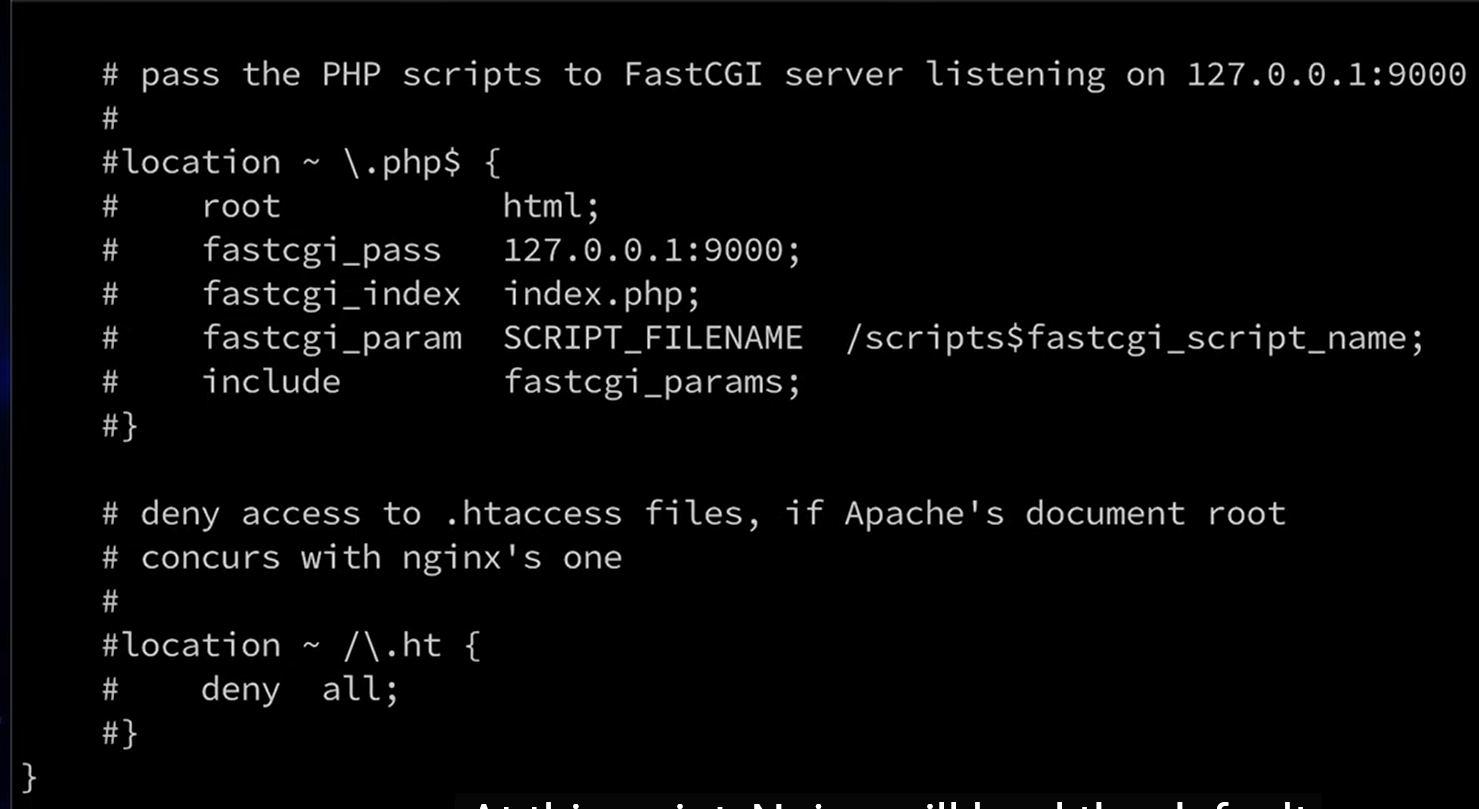 # pass the PHP scripts to FastCGI server listening on 127.0.0.1:9000
#
#location ~ \.php$ {
#    root           html;
#    fastcgi_pass   127.0.0.1:9000;
#    fastcgi_index  index.php;
#    fastcgi_param  SCRIPT_FILENAME  /scripts$fastcgi_script_name;
#    include        fastcgi_params;
#}

# deny access to .htaccess files, if Apache's document root
# concurs with nginx's one
#
#location ~ /\.ht {
#    deny  all;
#}
}